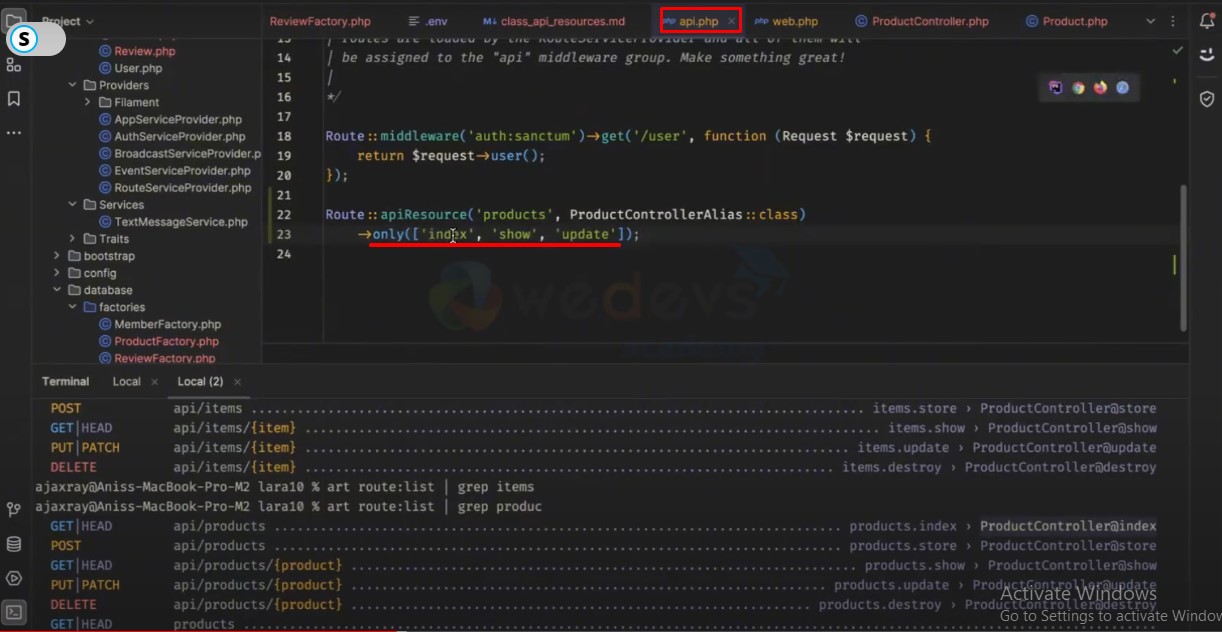 Project
ReviewFactory.php .env M↓ class_api_resources.md php api.php × php web.php © ProductController.php © Product.php
S
Review.php
User.php
Providers
Filament
AppServiceProvider.php
AuthServiceProvider.php
BroadcastServiceProvider.p
EventServiceProvider.php
RouteServiceProvider.php
Services
TextMessageService.php
Traits
bootstrap
config
database
factories
MemberFactory.php
ProductFactory.php
ReviewFactory.php
13 | routes are loaded by the RouteServiceProvider and all of them will
14 | be assigned to the "api" middleware group. Make something great!
15 |
16 */
17
18 Route::middleware('auth:sanctum')→get('/user', function (Request $request) {
19 return $request→user();
20 });
21
22 Route::apiResource('products', ProductControllerAlias::class)
23 →only(['index', 'show', 'update']);
24
wedevs
academy
Terminal Local × Local (2) ×
POST api/items ........ items.store › ProductController@store
GET|HEAD api/items/{item} ........ items.show › ProductController@show
PUT|PATCH api/items/{item} ........ items.update › ProductController@update
DELETE api/items/{item} ........ items.destroy › ProductController@destroy
ajaxray@Aniss-MacBook-Pro-M2 lara10 % art route:list | grep items
ajaxray@Aniss-MacBook-Pro-M2 lara10 % art route:list | grep produc
GET|HEAD api/products ........ products.index › ProductController@index
POST api/products ........ products.store › ProductController@store
GET|HEAD api/products/{product} ........ products.show › ProductController@show
PUT|PATCH api/products/{product} ........ products.update › ProductController@update
DELETE api/products/{product} ........ products.destroy › ProductController@destroy
GET|HEAD products
Activate Windows
Go to Settings to activate Window